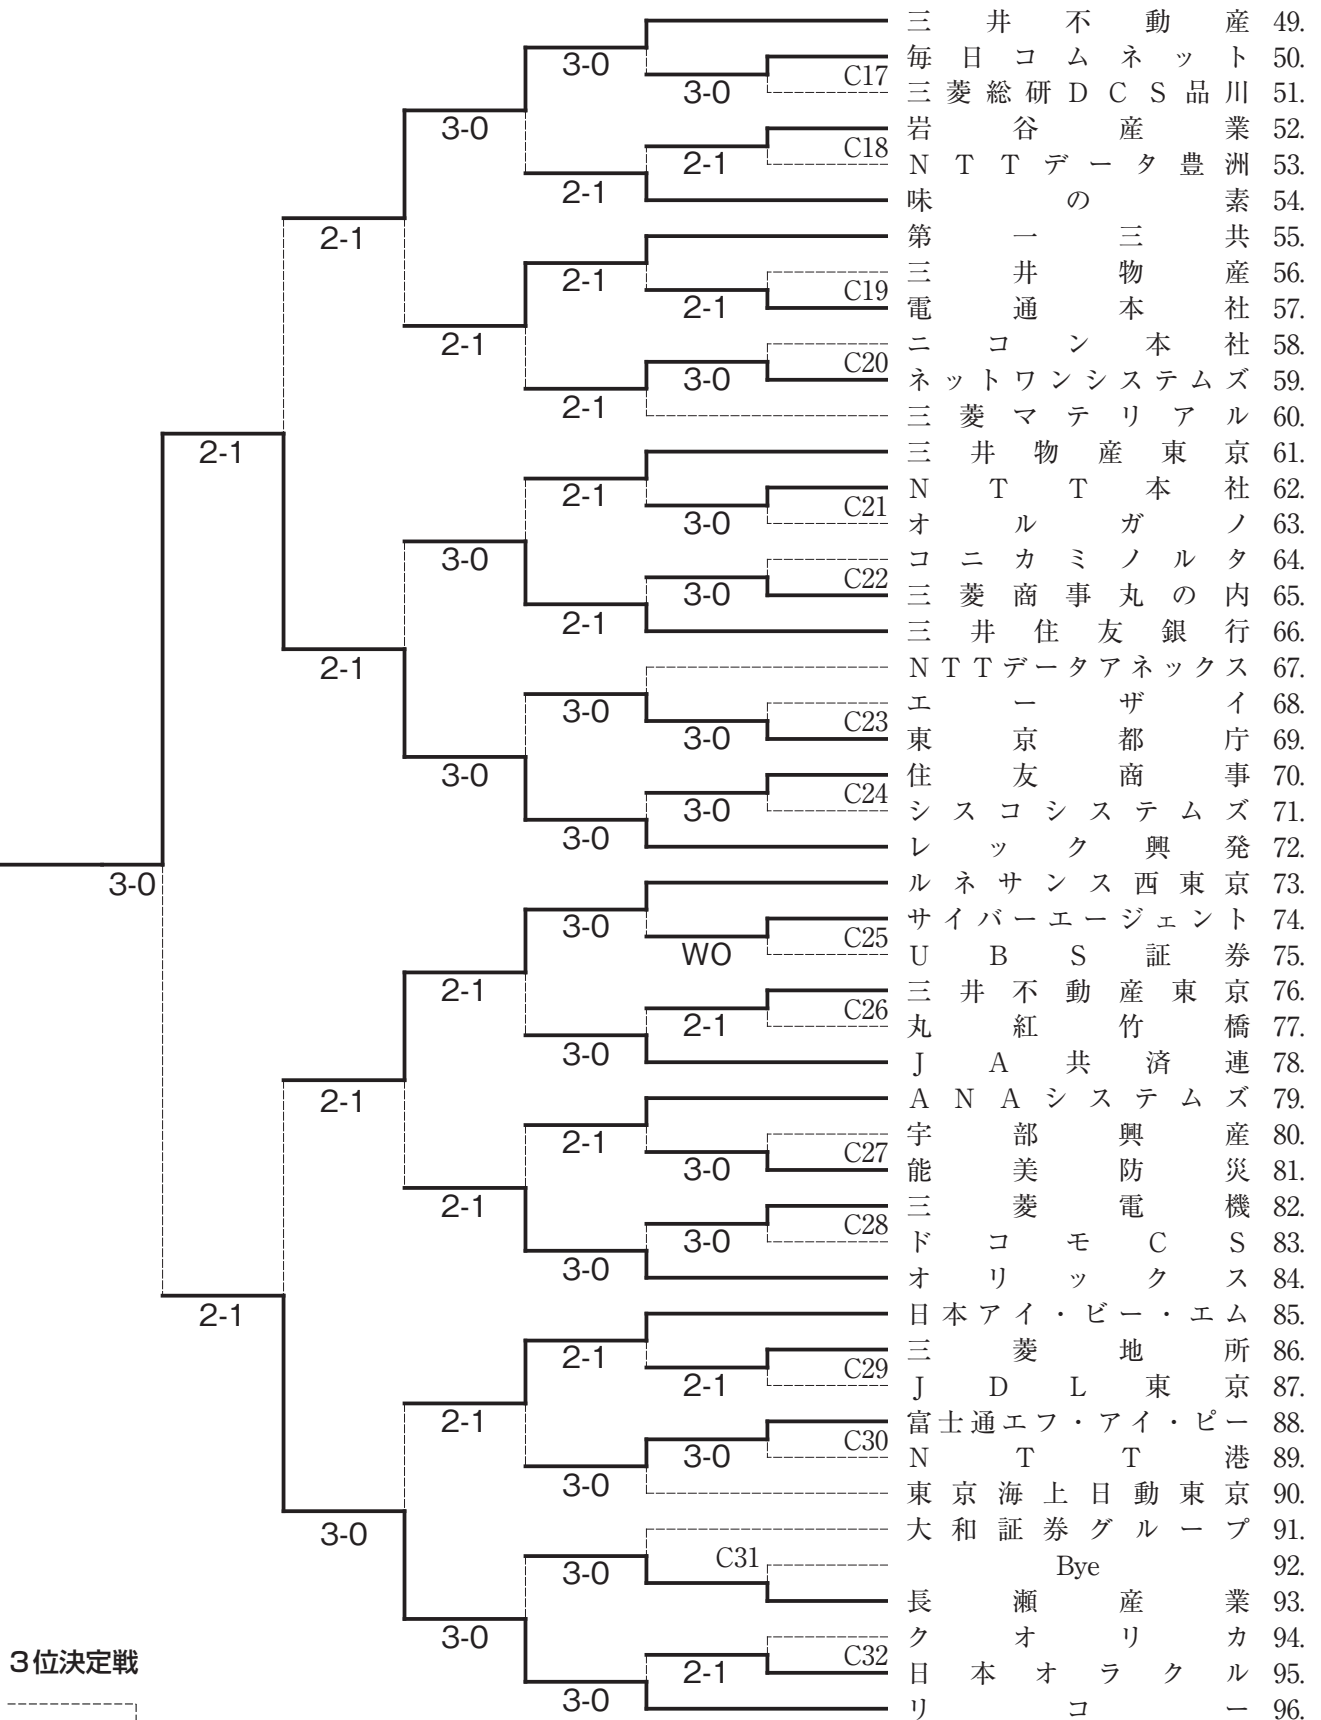 三井不動産 49.
3-0
毎日コムネット 50.
C17
3-0
三菱総研DCS品川 51.
3-0
岩谷産業 52.
C18
2-1
NTTデータ豊洲 53.
2-1
味の素 54.
2-1
第一三共 55.
2-1
三井物産 56.
C19
2-1
電通本社 57.
2-1
ニコン本社 58.
C20
3-0
ネットワンシステムズ 59.
2-1
三菱マテリアル 60.
2-1
三井物産東京 61.
2-1
NTT本社 62.
C21
3-0
オルガノ 63.
3-0
コニカミノルタ 64.
C22
3-0
三菱商事丸の内 65.
2-1
三井住友銀行 66.
2-1
NTTデータアネックス 67.
3-0
エーザイ 68.
C23
3-0
東京都庁 69.
3-0
住友商事 70.
C24
3-0
シスコシステムズ 71.
3-0
レック興発 72.
3-0
ルネサンス西東京 73.
3-0
サイバーエージェント 74.
C25
WO
UBS証券 75.
2-1
三井不動産東京 76.
C26
2-1
丸紅竹橋 77.
3-0
JA共済連 78.
2-1
ANAシステムズ 79.
2-1
宇部興産 80.
C27
3-0
能美防災 81.
2-1
三菱電機 82.
C28
3-0
ドコモCS 83.
3-0
オリックス 84.
2-1
日本アイ・ビー・エム 85.
2-1
三菱地所 86.
C29
2-1
JDL東京 87.
2-1
富士通エフ・アイ・ピー 88.
C30
3-0
NTT港 89.
3-0
東京海上日動東京 90.
3-0
大和証券グループ 91.
C31
3-0
Bye 92.
長瀬産業 93.
3-0
クオリカ 94.
C32
2-1
日本オラクル 95.
3-0
リコー 96.
3位決定戦